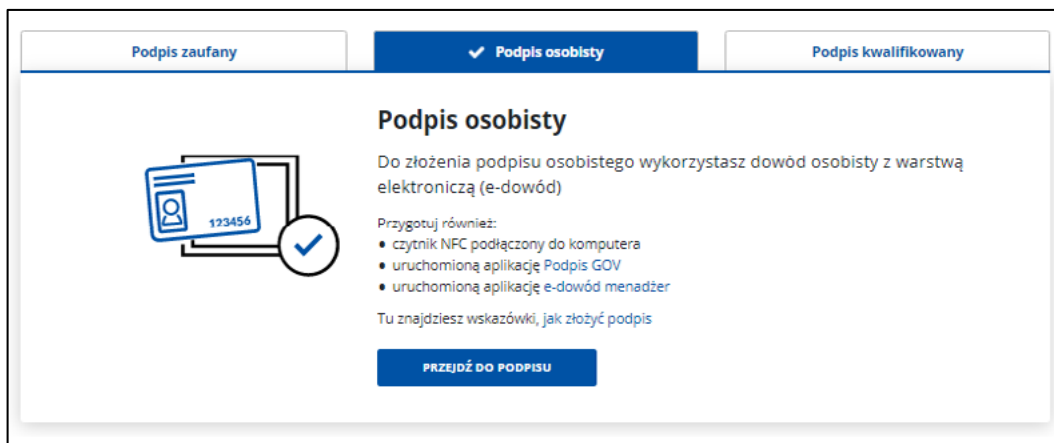 Podpis zaufany
Podpis osobisty
Podpis kwalifikowany
Podpis osobisty
Do złożenia podpisu osobistego wykorzystasz dowód osobisty z warstwą
elektroniczą (e-dowód)
123456
Przygotuj również:
• czytnik NFC podłączony do komputera
• uruchomioną aplikację Podpis GOV
• uruchomioną aplikację e-dowód menadżer
Tu znajdziesz wskazówki, jak złożyć podpis
PRZEJDŹ DO PODPISU